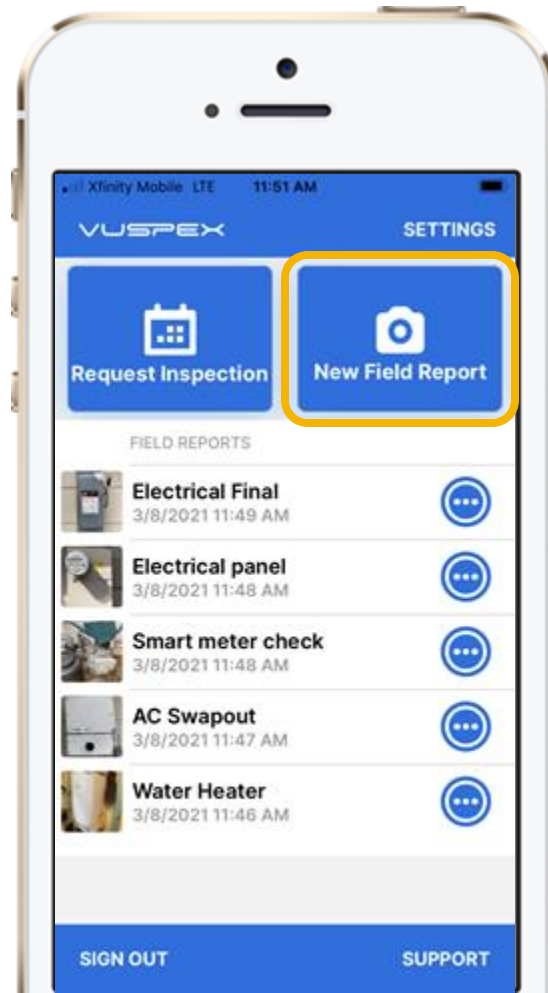 Xfinity Mobile LTE 11:51 AM
VUSPEX SETTINGS
Request Inspection New Field Report
FIELD REPORTS
Electrical Final
3/8/2021 11:49 AM
Electrical panel
3/8/2021 11:48 AM
Smart meter check
3/8/2021 11:48 AM
AC Swapout
3/8/2021 11:47 AM
Water Heater
3/8/2021 11:46 AM
SIGN OUT SUPPORT